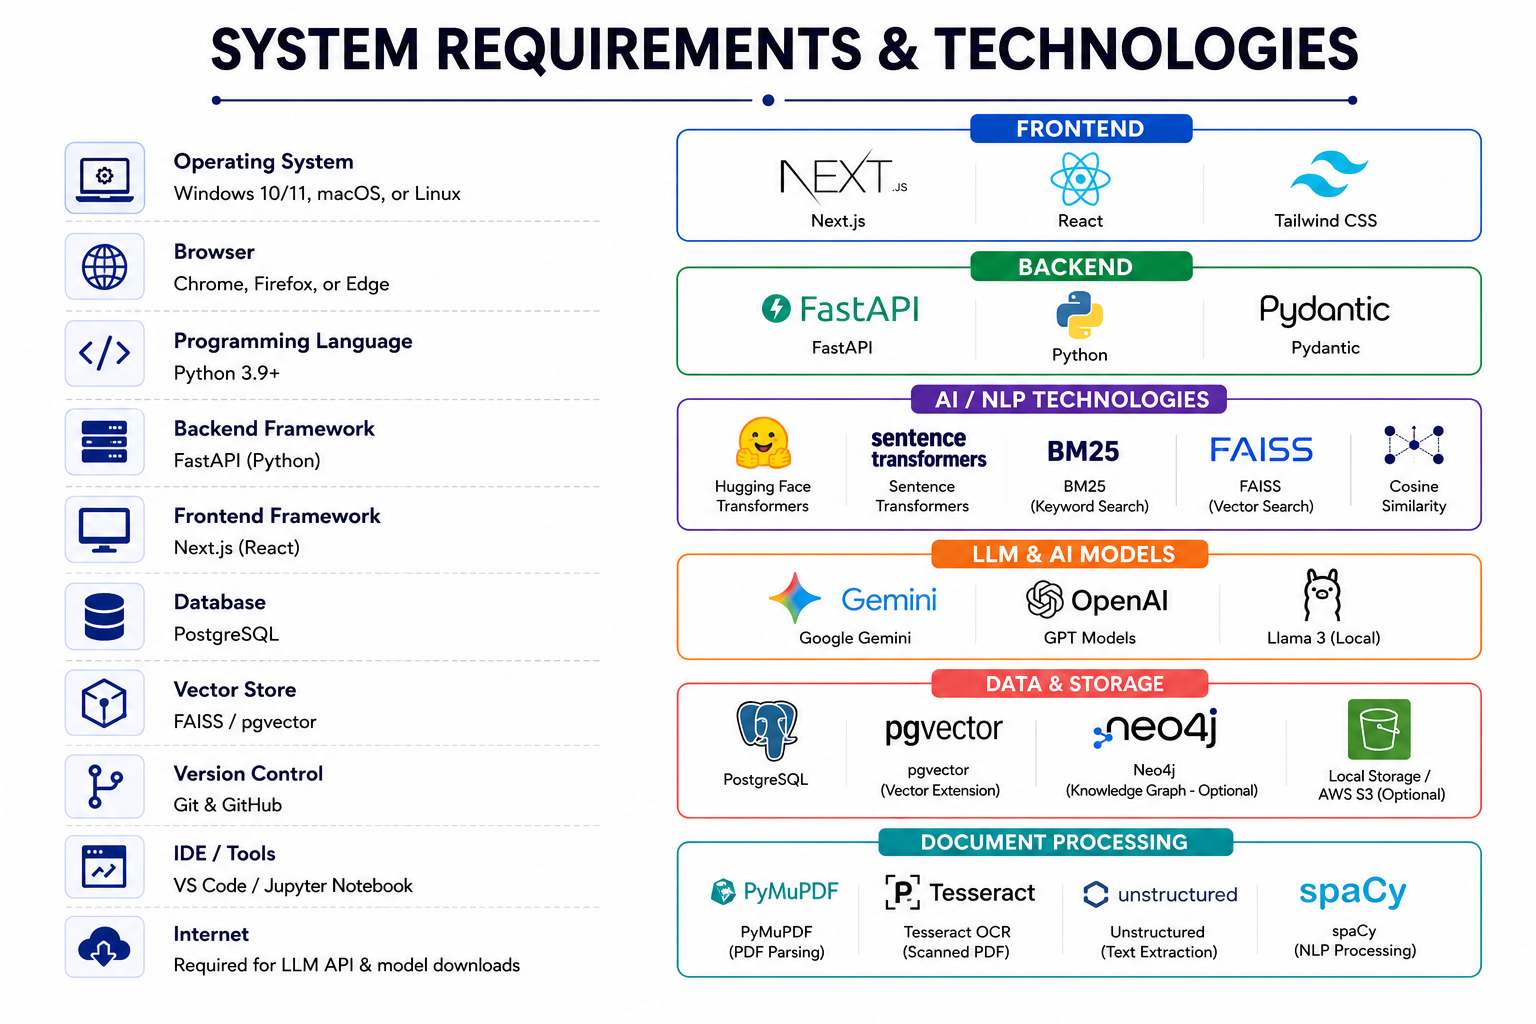 SYSTEM REQUIREMENTS & TECHNOLOGIES
Operating System
Windows 10/11, macOS, or Linux
Browser
Chrome, Firefox, or Edge
</>
Programming Language
Python 3.9+
Backend Framework
FastAPI (Python)
Frontend Framework
Next.js (React)
Database
PostgreSQL
Vector Store
FAISS / pgvector
Version Control
Git & GitHub
IDE / Tools
VS Code / Jupyter Notebook
Internet
Required for LLM API & model downloads
FRONTEND
NEXT.JS
Next.js
React
Tailwind CSS
BACKEND
FastAPI
FastAPI
Python
Pydantic
Pydantic
AI / NLP TECHNOLOGIES
Hugging Face
Transformers
sentence
transformers
Sentence
Transformers
BM25
BM25
(Keyword Search)
FAISS
FAISS
(Vector Search)
Cosine
Similarity
LLM & AI MODELS
Gemini
Google Gemini
OpenAI
GPT Models
Llama 3 (Local)
DATA & STORAGE
PostgreSQL
pgvector
pgvector
(Vector Extension)
neo4j
Neo4j
(Knowledge Graph - Optional)
Local Storage /
AWS S3 (Optional)
DOCUMENT PROCESSING
PyMuPDF
PyMuPDF
(PDF Parsing)
P.
Tesseract
Tesseract OCR
(Scanned PDF)
unstructured
Unstructured
(Text Extraction)
spaCy
spaCy
(NLP Processing)